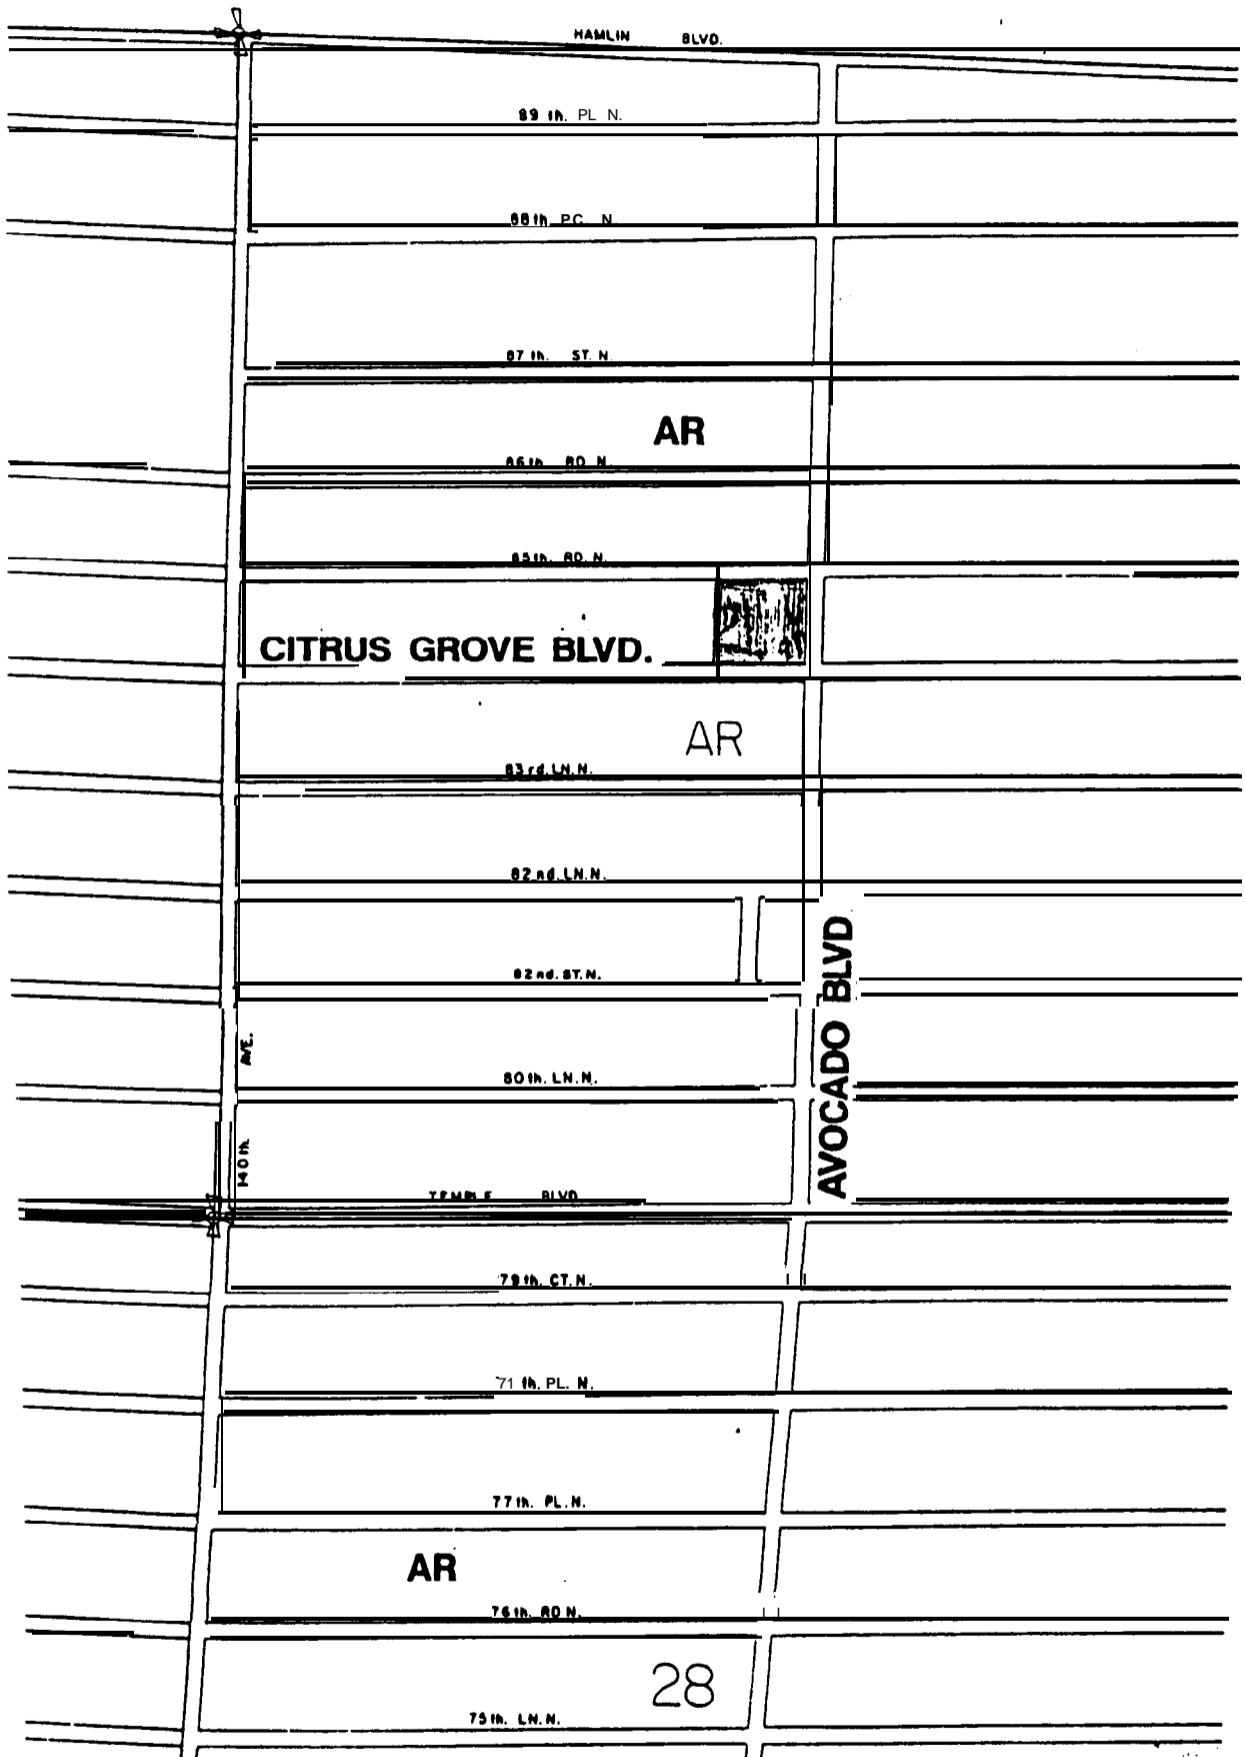 HAMLIN BLVD.
89 th. PL N.
88 th. PC. N.
87 th. ST. N.
AR
86 th. RD. N.
85 th. RD. N.
CITRUS GROVE BLVD.
AR
83 rd. LN. N.
82 nd. LN. N.
82 nd. ST. N.
AVOCADO BLVD
140 th. AVE.
80 th. LN. N.
TEMPLE BLVD.
79 th. CT. N.
71 th. PL. N.
77 th. PL. N.
AR
76 th. RD N.
28
75 th. LN. N.